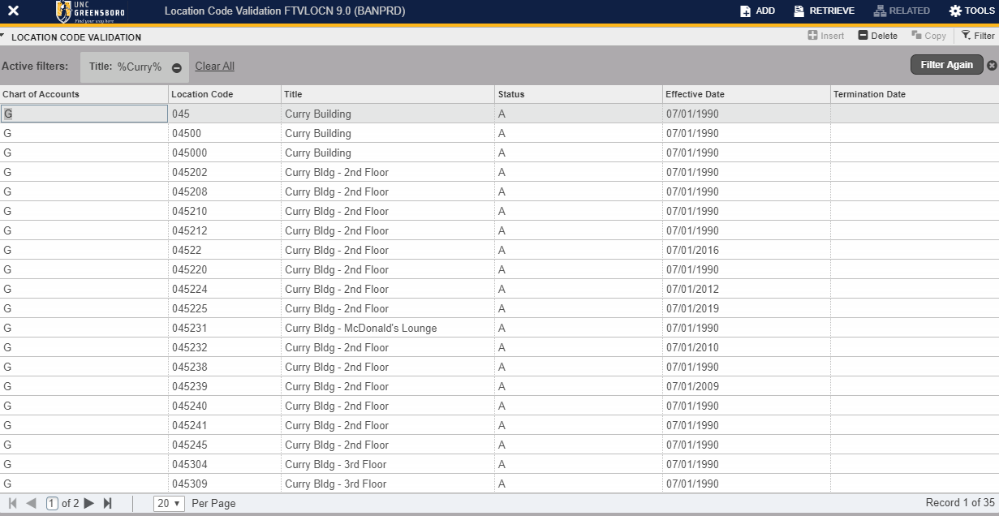 UNC
GREENSBORO
Find your way here
Location Code Validation FTVLOCN 9.0 (BANPRD)
ADD RETRIEVE RELATED TOOLS
LOCATION CODE VALIDATION
Insert Delete Copy Filter
Active filters: Title: %Curry% Clear All Filter Again
Chart of Accounts Location Code Title Status Effective Date Termination Date
G 045 Curry Building A 07/01/1990
G 04500 Curry Building A 07/01/1990
G 045000 Curry Building A 07/01/1990
G 045202 Curry Bldg - 2nd Floor A 07/01/1990
G 045208 Curry Bldg - 2nd Floor A 07/01/1990
G 045210 Curry Bldg - 2nd Floor A 07/01/1990
G 045212 Curry Bldg - 2nd Floor A 07/01/1990
G 04522 Curry Bldg - 2nd Floor A 07/01/2016
G 045220 Curry Bldg - 2nd Floor A 07/01/1990
G 045224 Curry Bldg - 2nd Floor A 07/01/2012
G 045225 Curry Bldg - 2nd Floor A 07/01/2019
G 045231 Curry Bldg - McDonald's Lounge A 07/01/1990
G 045232 Curry Bldg - 2nd Floor A 07/01/2010
G 045238 Curry Bldg - 2nd Floor A 07/01/1990
G 045239 Curry Bldg - 2nd Floor A 07/01/2009
G 045240 Curry Bldg - 2nd Floor A 07/01/1990
G 045241 Curry Bldg - 2nd Floor A 07/01/1990
G 045245 Curry Bldg - 2nd Floor A 07/01/1990
G 045304 Curry Bldg - 3rd Floor A 07/01/1990
G 045309 Curry Bldg - 3rd Floor A 07/01/1990
1 of 2 20 Per Page Record 1 of 35